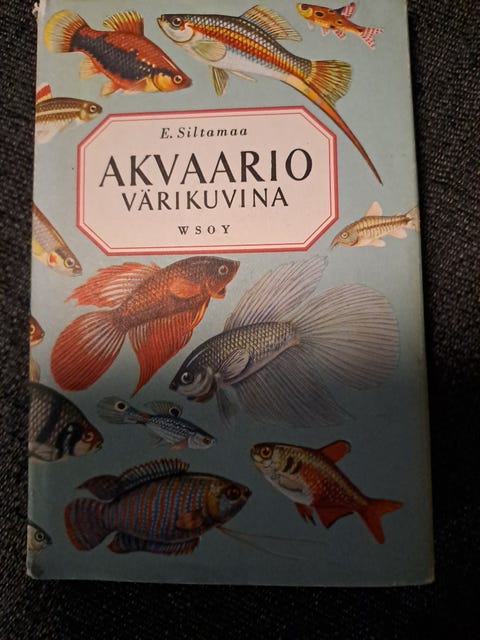 E. Siltamaa
AKVAARIO
VÄRIKUVINA
WSOY